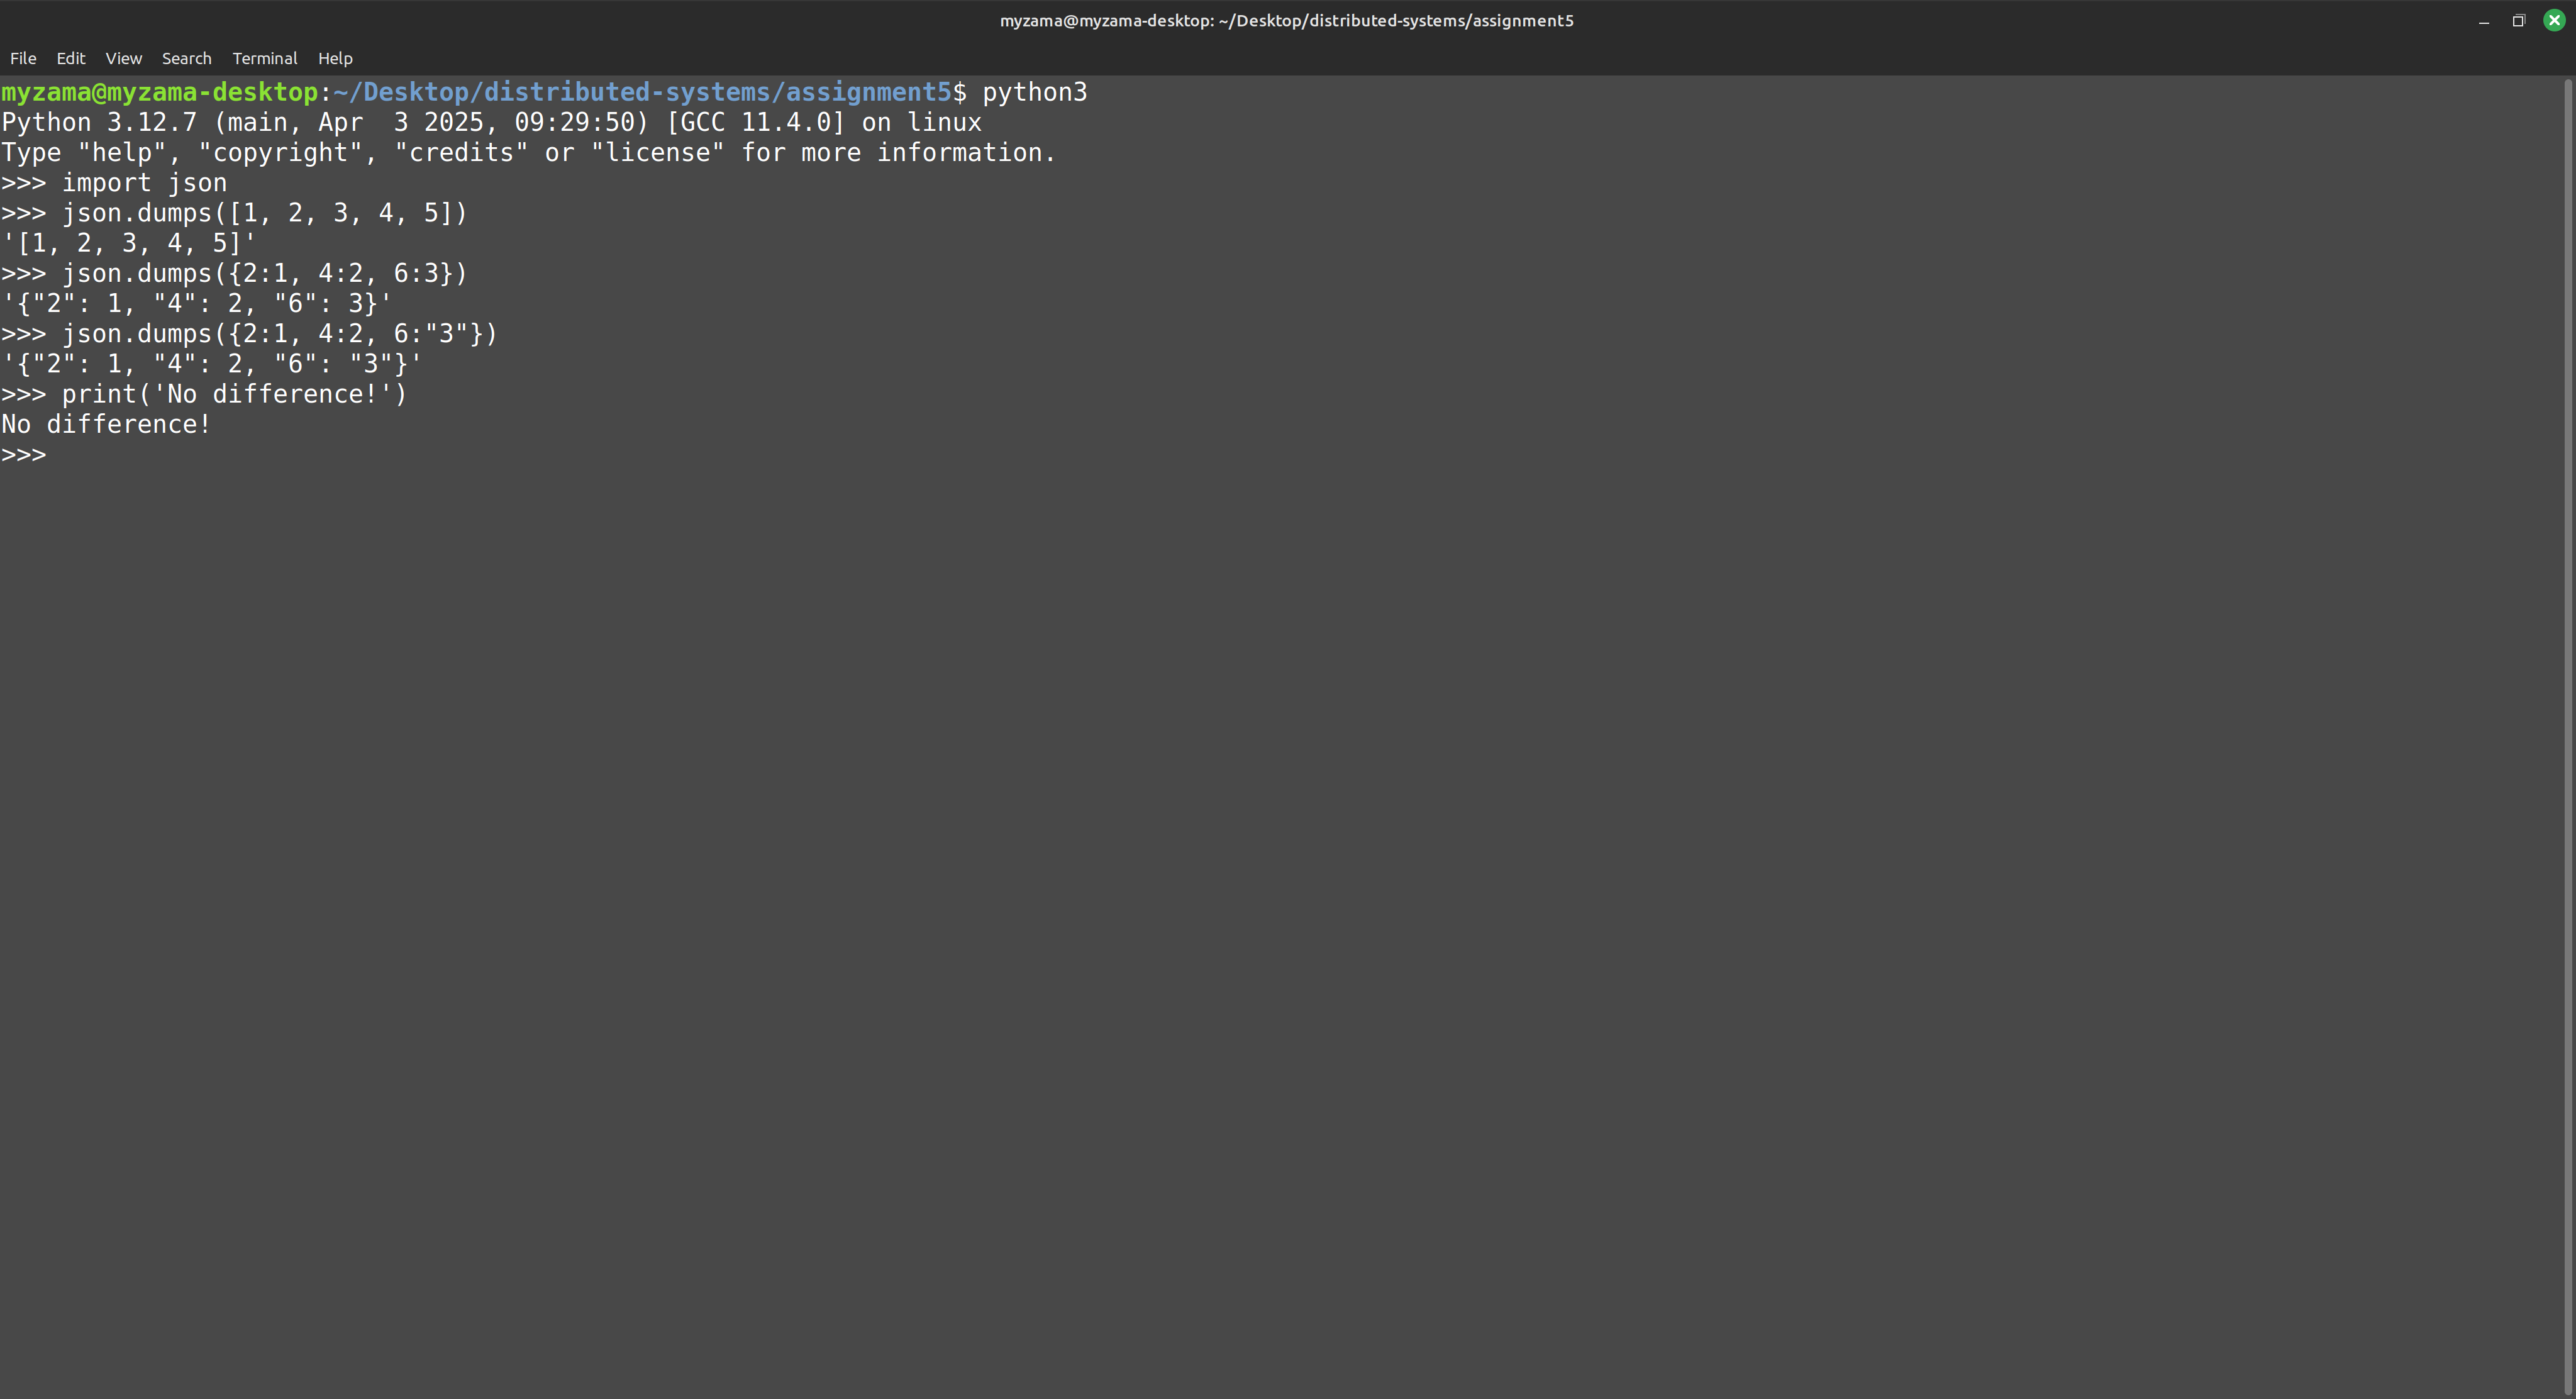 myzama@myzama-desktop: ~/Desktop/distributed-systems/assignment5
File Edit View Search Terminal Help
myzama@myzama-desktop:~/Desktop/distributed-systems/assignment5$ python3
Python 3.12.7 (main, Apr  3 2025, 09:29:50) [GCC 11.4.0] on linux
Type "help", "copyright", "credits" or "license" for more information.
>>> import json
>>> json.dumps([1, 2, 3, 4, 5])
'[1, 2, 3, 4, 5]'
>>> json.dumps({2:1, 4:2, 6:3})
'{"2": 1, "4": 2, "6": 3}'
>>> json.dumps({2:1, 4:2, 6:"3"})
'{"2": 1, "4": 2, "6": "3"}'
>>> print('No difference!')
No difference!
>>>